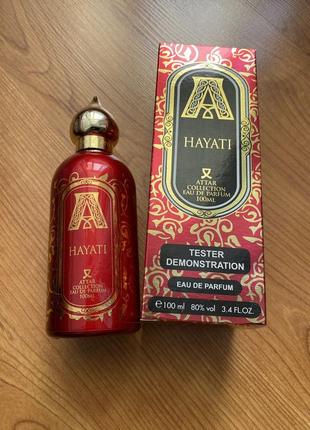 A
HAYATI
ATTAR
COLLECTION
EAU DE PARFUM
100ML
A
HAYATI
ATTAR
COLLECTION
EAU DE PARFUM
100ML
TESTER
DEMONSTRATION
EAU DE PARFUM
℮100 ml 80% vol 3.4 FL.OZ.